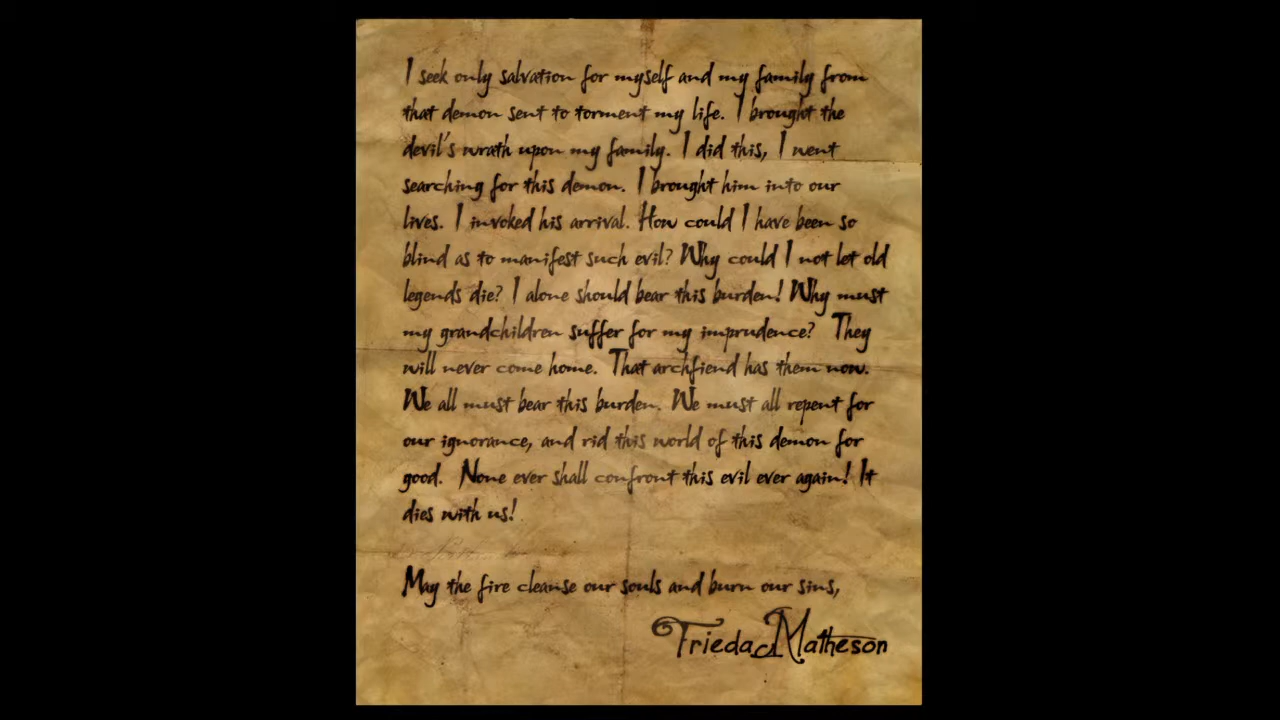 I seek only salvation for myself and my family from
that demon sent to torment my life. I brought the
devil's wrath upon my family. I did this, I went
searching for this demon. I brought him into our
lives. I invoked his arrival. How could I have been so
blind as to manifest such evil? Why could I not let old
legends die? I alone should bear this burden! Why must
my grandchildren suffer for my imprudence? They
will never come home. That archfiend has them now.
We all must bear this burden. We must all repent for
our ignorance, and rid this world of this demon for
good. None ever shall confront this evil ever again! It
dies with us!
May the fire cleanse our souls and burn our sins,
Frieda Matheson